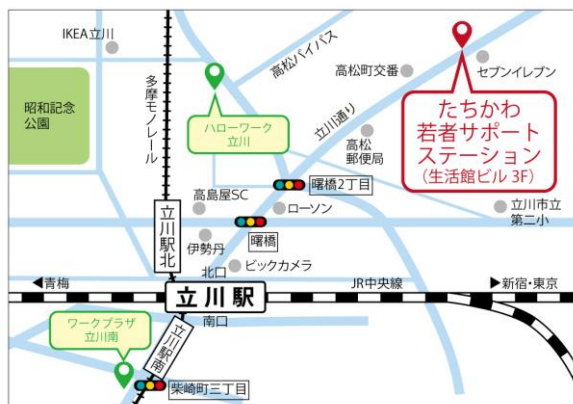 IKEA立川
高松バイパス
高松町交番
セブンイレブン
昭和記念
公園
多摩モノレール
ハローワーク
立川
立川通り
高松
郵便局
たちかわ
若者サポート
ステーション
(生活館ビル 3F)
曙橋2丁目
高島屋SC
ローソン
立川市立
第二小
立川駅北
伊勢丹
曙橋
北口
ビックカメラ
青梅
立川駅
JR中央線
新宿・東京
ワークプラザ
立川南
立川駅南
南口
柴崎町三丁目